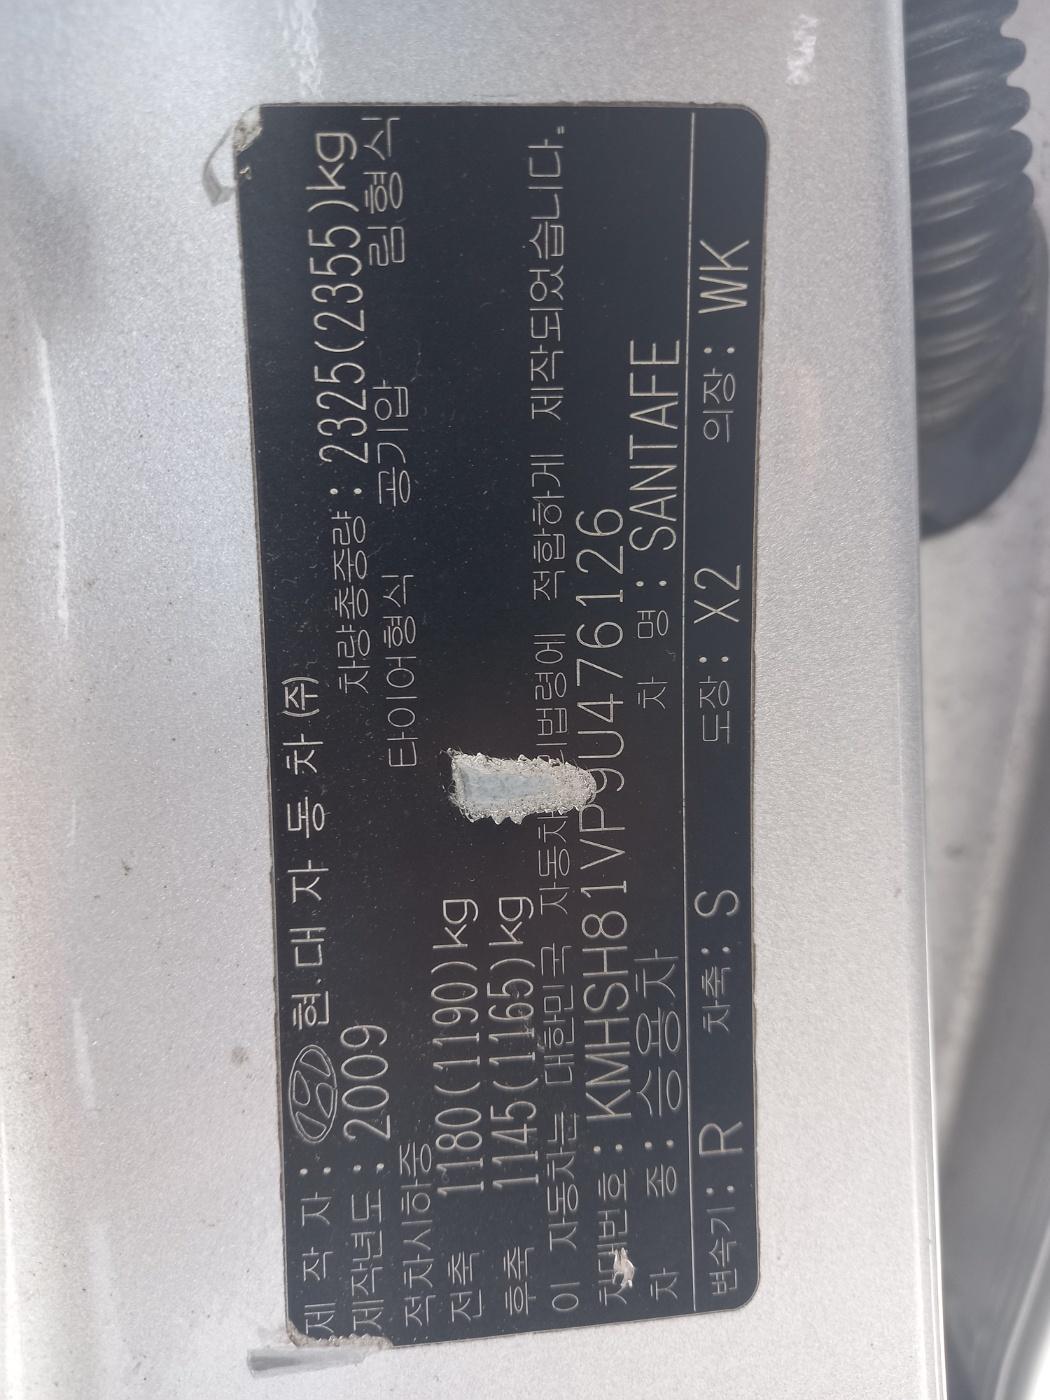 제 작 자 : 현대자동차(주)
제작년도 : 2009 차량총중량 : 2325(2355)kg
적차시하중 타이어형식 공기압 림형식
전축 1180(1190)kg
후축 1145(1165)kg
이 자동차는 대한민국 법령에 적합하게 제작되었습니다.
차대번호 : KMHSH81VP9U476126
차 종 : 승용차 차 명 : SANTAFE
변속기 : R 차축 : S 도장 : X2 의장 : WK